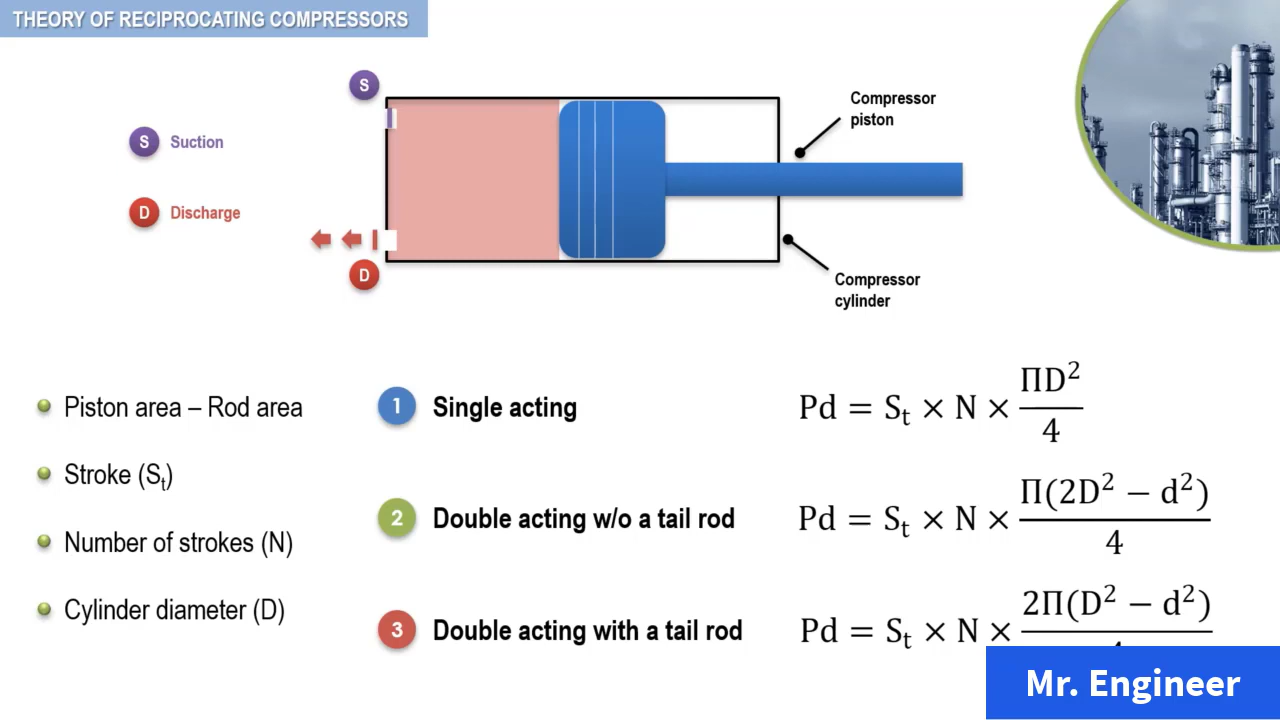 THEORY OF RECIPROCATING COMPRESSORS
S
S Suction
D Discharge
D
Compressor
piston
Compressor
cylinder
Piston area – Rod area
Stroke (Sₜ)
Number of strokes (N)
Cylinder diameter (D)
1 Single acting
Pd = Sₜ × N × ΠD²/4
2 Double acting w/o a tail rod
Pd = Sₜ × N × Π(2D² − d²)/4
3 Double acting with a tail rod
Pd = Sₜ × N × 2Π(D² − d²)
Mr. Engineer